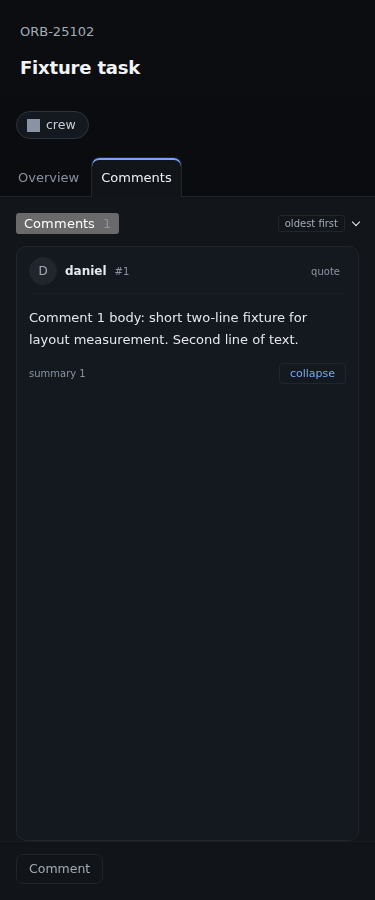 ORB-25102
Fixture task
crew
Overview
Comments
Comments 1
oldest first
D
daniel #1
quote
Comment 1 body: short two-line fixture for
layout measurement. Second line of text.
summary 1
collapse
Comment